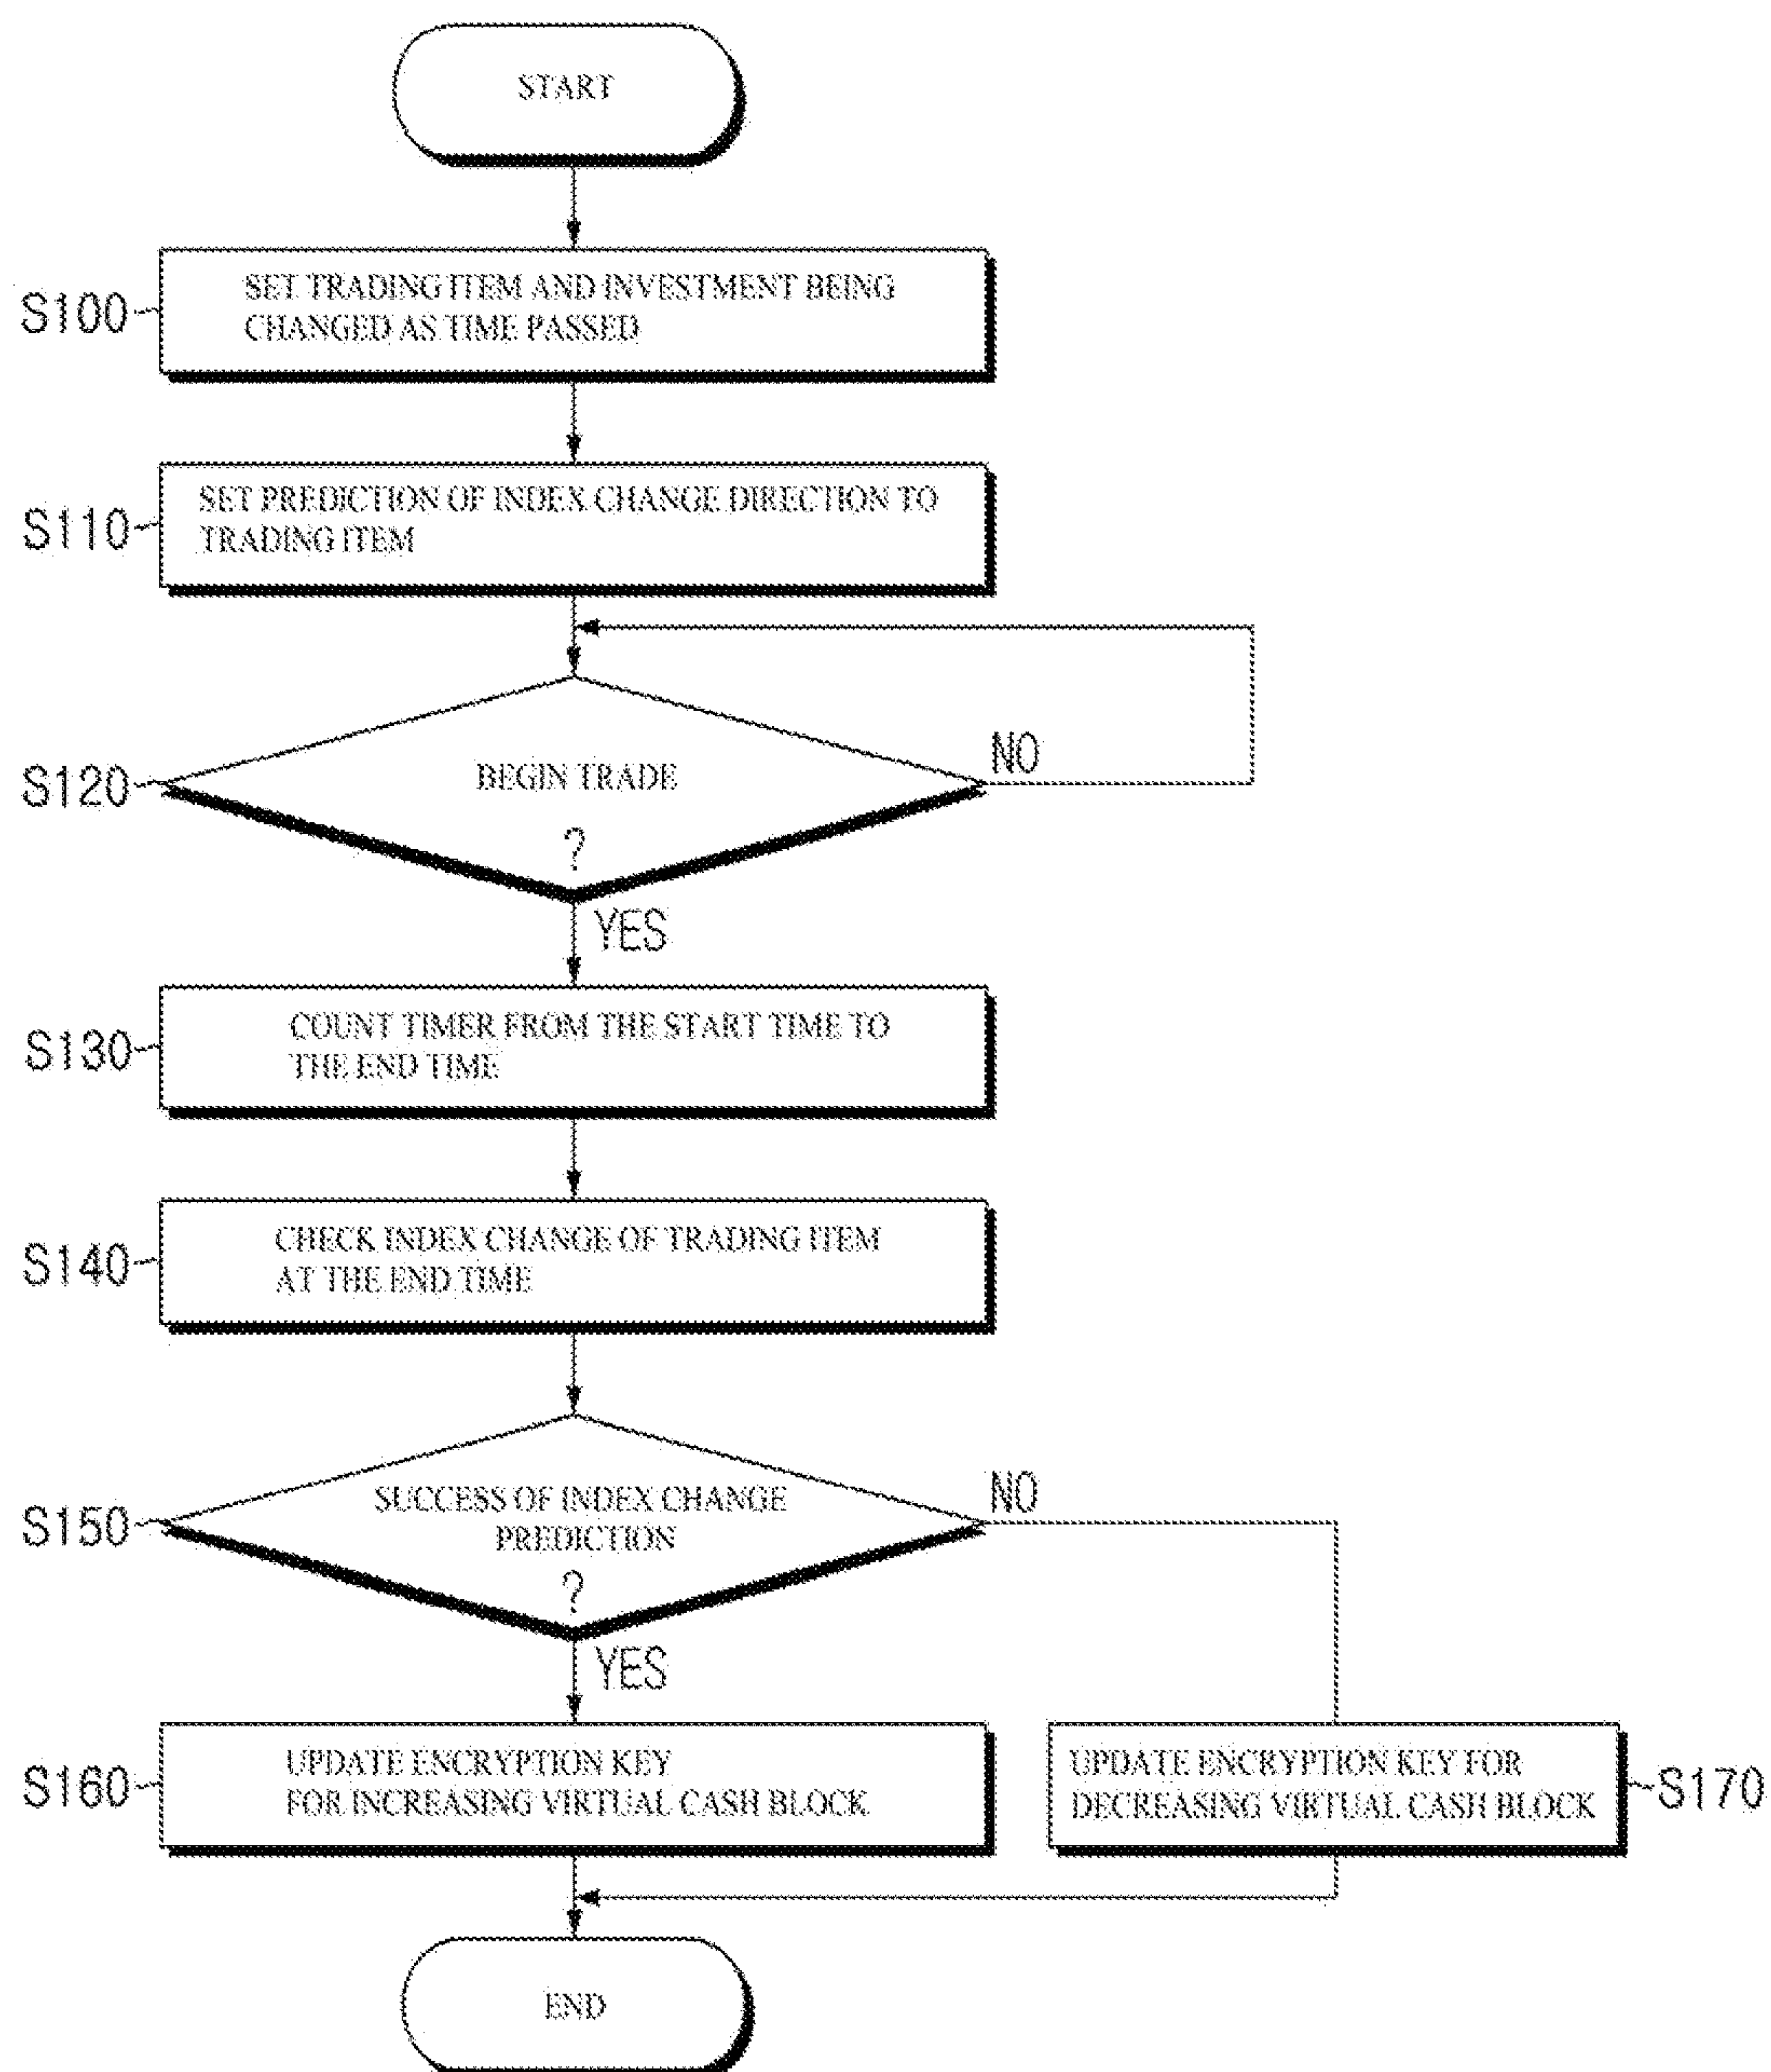 START
S100
SET TRADING ITEM AND INVESTMENT BEING
CHANGED AS TIME PASSED
S110
SET PREDICTION OF INDEX CHANGE DIRECTION TO
TRADING ITEM
S120
BEGIN TRADE
?
NO
YES
S130
COUNT TIMER FROM THE START TIME TO
THE END TIME
S140
CHECK INDEX CHANGE OF TRADING ITEM
AT THE END TIME
S150
SUCCESS OF INDEX CHANGE
PREDICTION
?
NO
YES
S160
UPDATE ENCRYPTION KEY
FOR INCREASING VIRTUAL CASH BLOCK
UPDATE ENCRYPTION KEY FOR
DECREASING VIRTUAL CASH BLOCK
S170
END